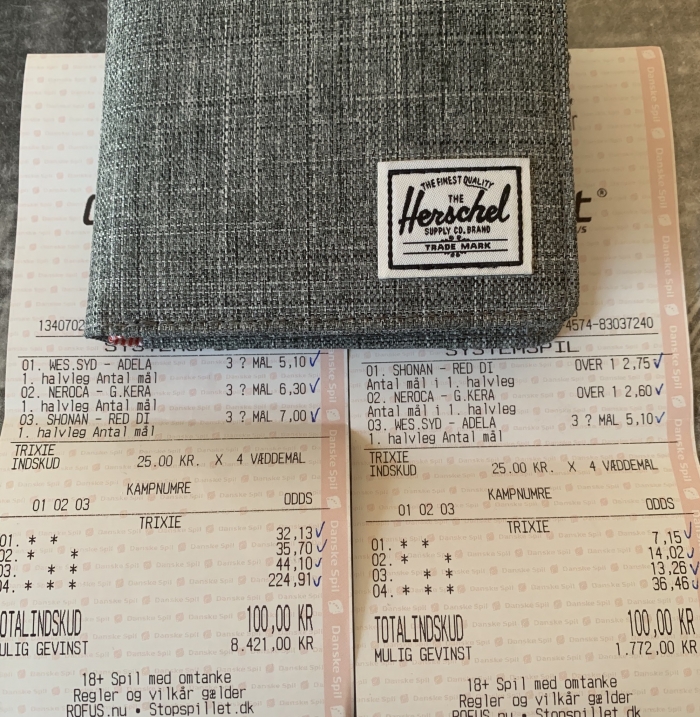 THE FINEST QUALITY
THE
Herschel
SUPPLY CO. BRAND
TRADE MARK
1340702
SYSTEMSPIL
01. WES.SYD - ADELA 3 ? MÅL 5,10
1. halvleg Antal mål
02. NEROCA - G.KERA 3 ? MÅL 6,30
1. halvleg Antal mål
03. SHONAN - RED DI 3 ? MÅL 7,00
1. halvleg Antal mål
TRIXIE
INDSKUD 25.00 KR. X 4 VÆDDEMAL
KAMPNUMRE
01 02 03 ODDS
TRIXIE
01. * * 32,13
02. * * 35,70
03. * * 44,10
04. * * * 224,91
TOTALINDSKUD 100,00 KR
MULIG GEVINST 8.421,00 KR
18+ Spil med omtanke
Regler og vilkår gælder
ROFUS.nu • Stopspillet.dk
4574-83037240
SYSTEMSPIL
01. SHONAN - RED DI OVER 1 2,75
Antal mål i 1. halvleg
02. NEROCA - G.KERA OVER 1 2,60
Antal mål i 1. halvleg
03. WES.SYD - ADELA 3 ? MÅL 5,10
1. halvleg Antal mål
TRIXIE
INDSKUD 25.00 KR. X 4 VÆDDEMAL
KAMPNUMRE
01 02 03 ODDS
TRIXIE
01. * * 7,15
02. * * 14,02
03. * * 13,26
04. * * * 36,46
TOTALINDSKUD 100,00 KR
MULIG GEVINST 1.772,00 KR
18+ Spil med omtanke
Regler og vilkår gælder
ROFUS.nu • Stopspillet.dk
Danske Spil